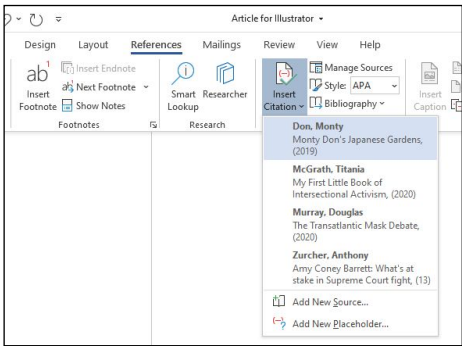 Article for Illustrator
Design Layout References Mailings Review View Help
ab¹
Insert Footnote
Insert Endnote
Next Footnote
Show Notes
Footnotes
Smart Lookup
Researcher
Research
Insert Citation
Manage Sources
Style: APA
Bibliography
Insert Caption
Don, Monty
Monty Don's Japanese Gardens,
(2019)
McGrath, Titania
My First Little Book of
Intersectional Activism, (2020)
Murray, Douglas
The Transatlantic Mask Debate,
(2020)
Zurcher, Anthony
Amy Coney Barrett: What's at
stake in Supreme Court fight, (13)
Add New Source...
Add New Placeholder...